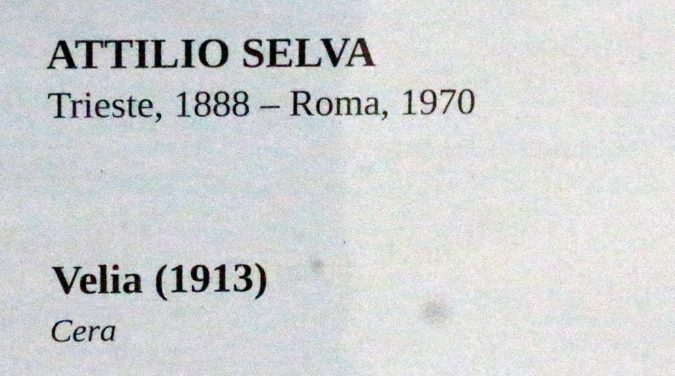 ATTILIO SELVA
Trieste, 1888 – Roma, 1970
Velia (1913)
Cera